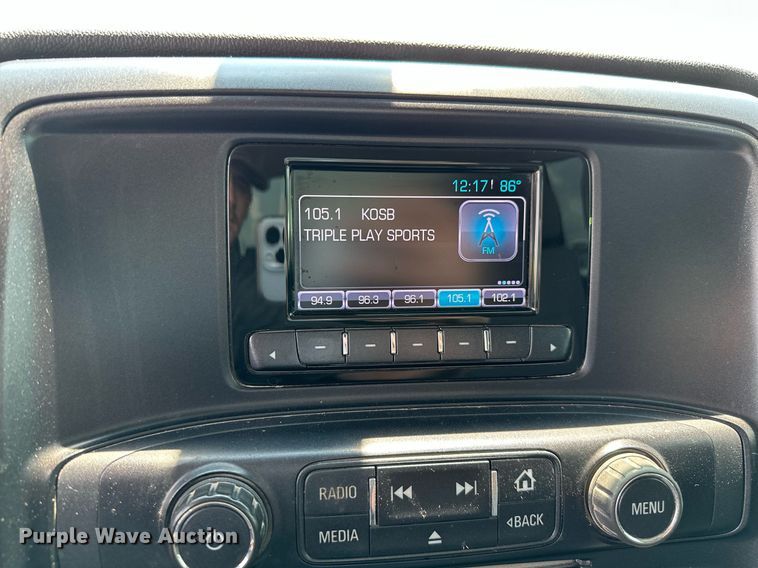 12:17 86°
105.1 KOSB
TRIPLE PLAY SPORTS
FM
94.9 96.3 96.1 105.1 102.1
RADIO
MEDIA
BACK
MENU
Purple Wave Auction